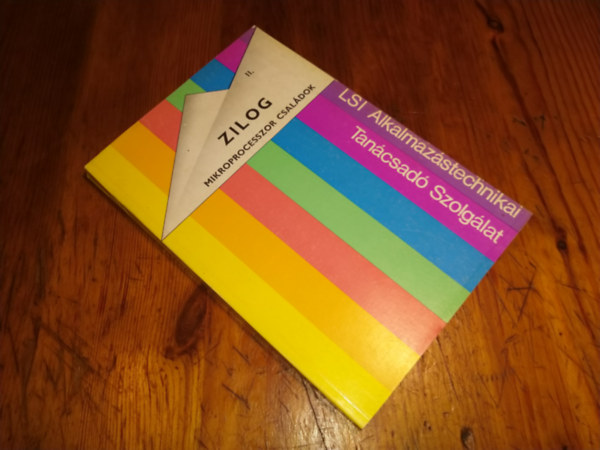 II.
ZILOG
MIKROPROCESSZOR CSALÁDOK
LSI Alkalmazástechnikai
Tanácsadó Szolgálat